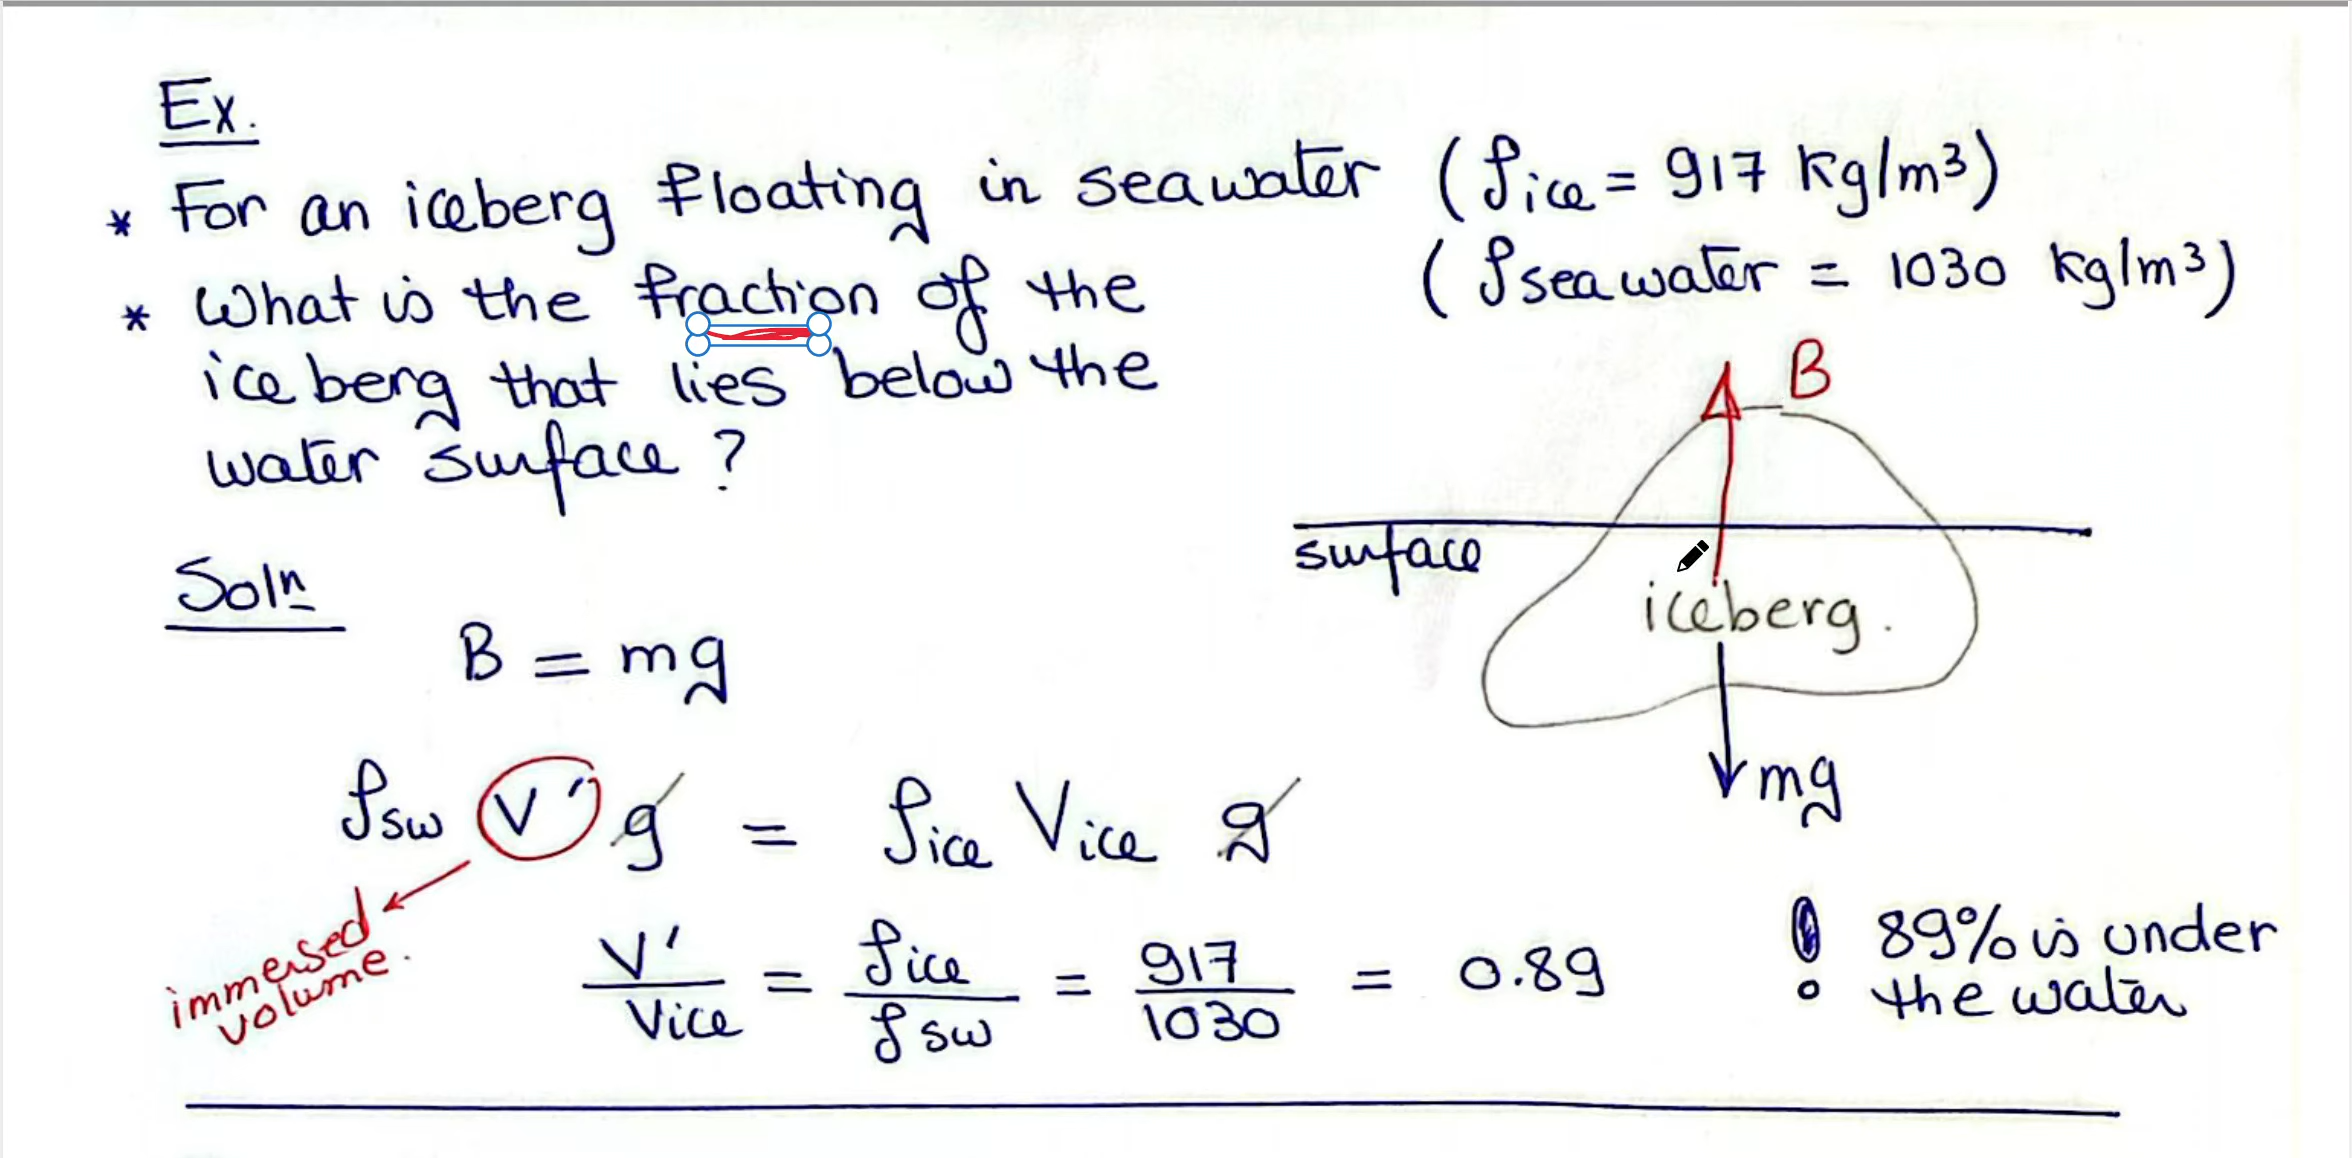 Ex.
* For an iceberg floating in seawater (ρice = 917 kg/m³)
(ρseawater = 1030 kg/m³)
* What is the fraction of the
ice berg that lies below the
water surface ?
B
surface
iceberg.
mg
Soln
B = mg
ρsw V' g = ρice Vice g
immersed
volume.
V'/Vice = ρice/ρsw = 917/1030 = 0.89
! 89% is under
the water